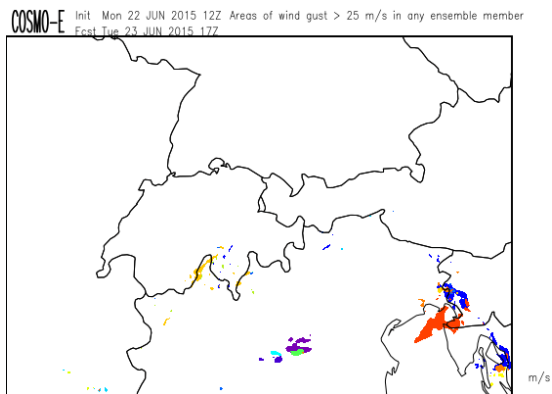 COSMO-E Init Mon 22 JUN 2015 12Z Areas of wind gust > 25 m/s in any ensemble member
Fcst Tue 23 JUN 2015 17Z
m/s